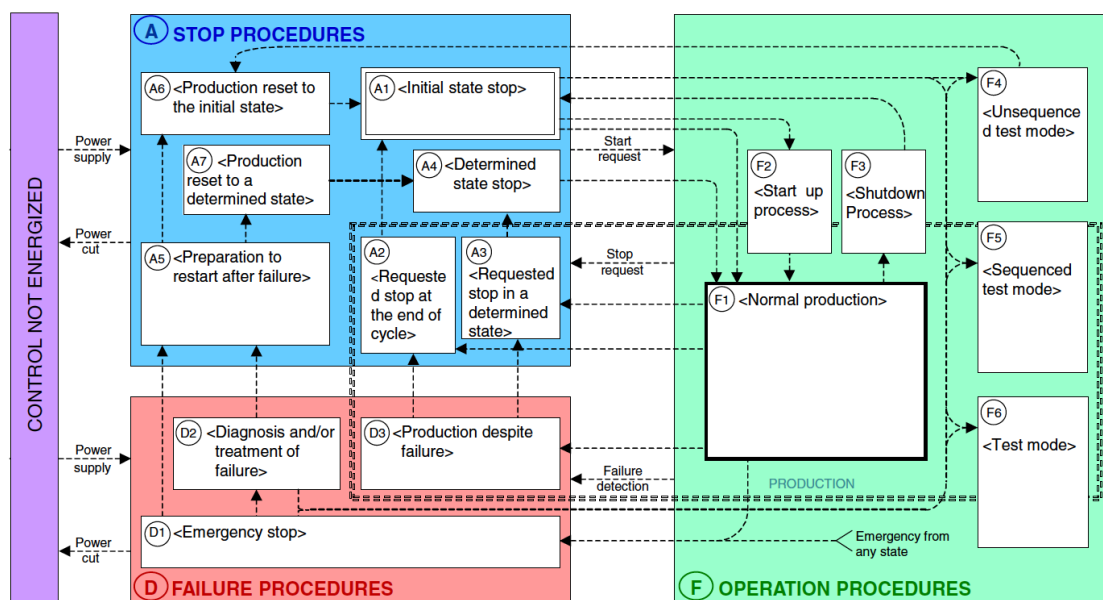 CONTROL NOT ENERGIZED
A STOP PROCEDURES
A6 <Production reset to
the initial state>
A1 <Initial state stop>
A7 <Production
reset to a
determined state>
A4 <Determined
state stop>
A5 <Preparation to
restart after failure>
A2
<Requeste
d stop at
the end of
cycle>
A3
<Requested
stop in a
determined
state>
Power
supply
Power
cut
Start
request
Stop
request
F4
<Unsequence
d test mode>
F2
<Start up
process>
F3
<Shutdown
Process>
F5
<Sequenced
test mode>
F1 <Normal production>
F6
<Test mode>
PRODUCTION
Power
supply
Power
cut
D2 <Diagnosis and/or
treatment of
failure>
D3 <Production despite
failure>
Failure
detection
D1 <Emergency stop>
Emergency from
any state
D FAILURE PROCEDURES
F OPERATION PROCEDURES